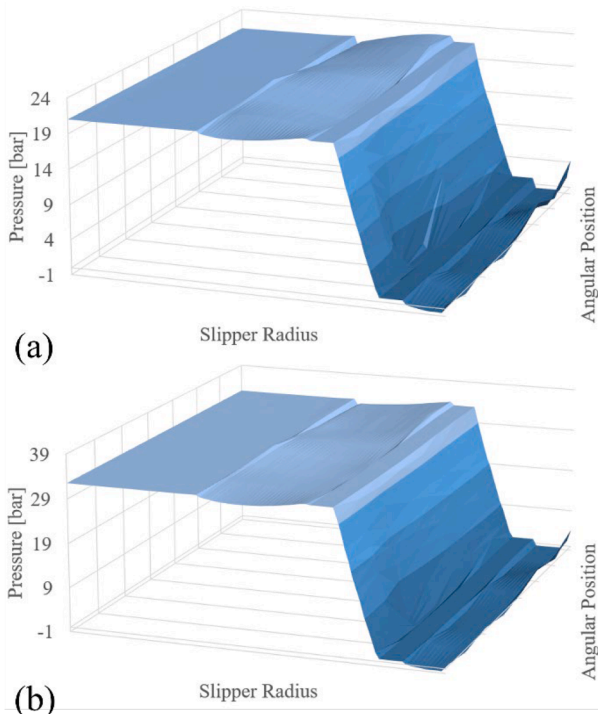 24
19
14
9
4
-1
Pressure [bar]
Slipper Radius
Angular Position
(a)
39
29
19
9
-1
Pressure [bar]
Slipper Radius
Angular Position
(b)